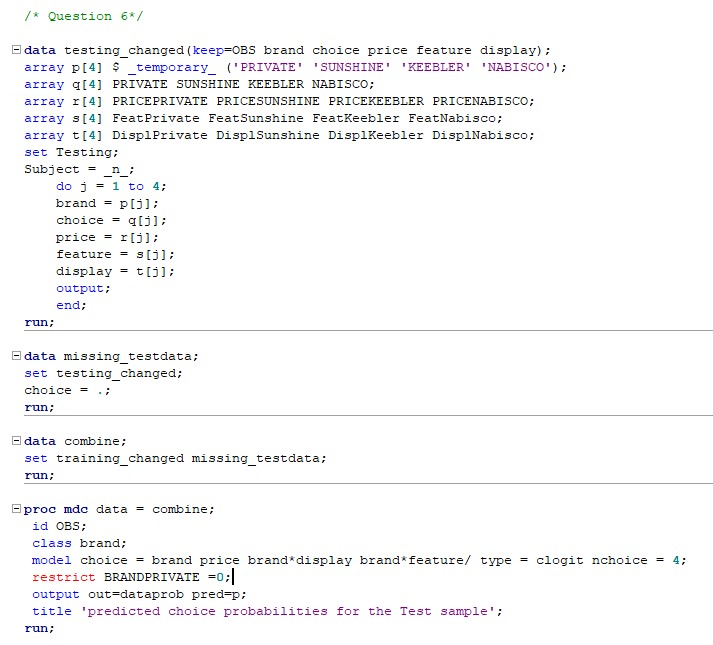 /* Question 6*/
data testing_changed(keep=OBS brand choice price feature display);
array p[4] $ _temporary_ ('PRIVATE' 'SUNSHINE' 'KEEBLER' 'NABISCO');
array q[4] PRIVATE SUNSHINE KEEBLER NABISCO;
array r[4] PRICEPRIVATE PRICESUNSHINE PRICEKEEBLER PRICENABISCO;
array s[4] FeatPrivate FeatSunshine FeatKeebler FeatNabisco;
array t[4] DisplPrivate DisplSunshine DisplKeebler DisplNabisco;
set Testing;
Subject = _n_;
do j = 1 to 4;
brand = p[j];
choice = q[j];
price = r[j];
feature = s[j];
display = t[j];
output;
end;
run;
data missing_testdata;
set testing_changed;
choice = .;
run;
data combine;
set training_changed missing_testdata;
run;
proc mdc data = combine;
id OBS;
class brand;
model choice = brand price brand*display brand*feature/ type = clogit nchoice = 4;
restrict BRANDPRIVATE =0;
output out=dataprob pred=p;
title 'predicted choice probabilities for the Test sample';
run;